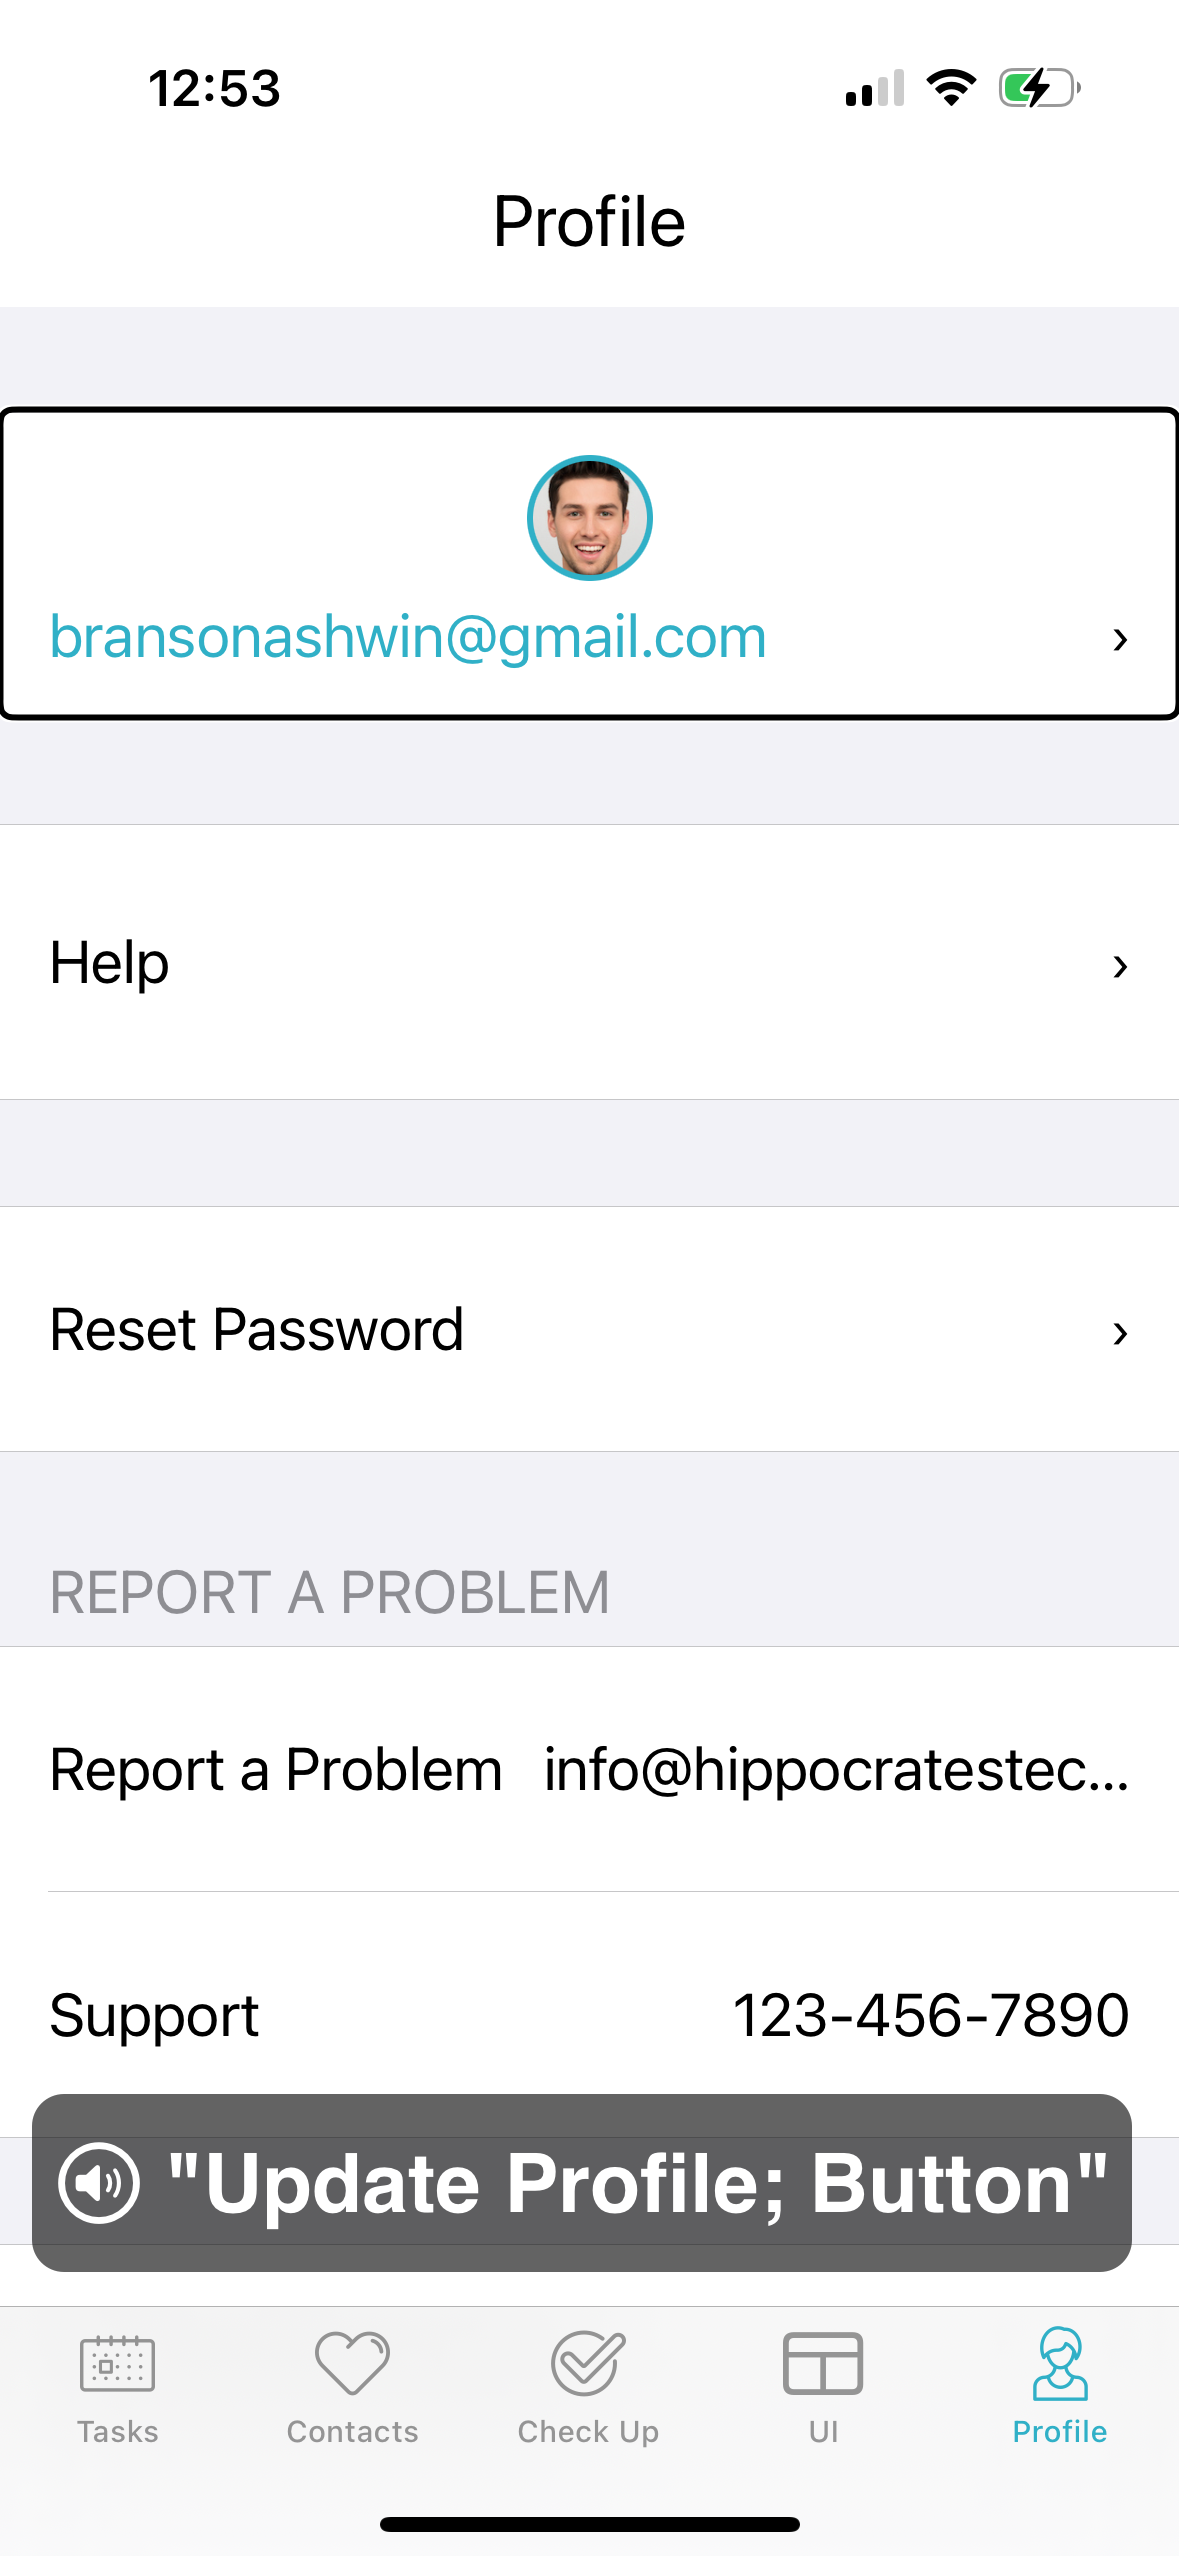 12:53
Profile
bransonashwin@gmail.com
Help
Reset Password
REPORT A PROBLEM
Report a Problem info@hippocratestec...
Support 123-456-7890
"Update Profile; Button"
Tasks Contacts Check Up UI Profile